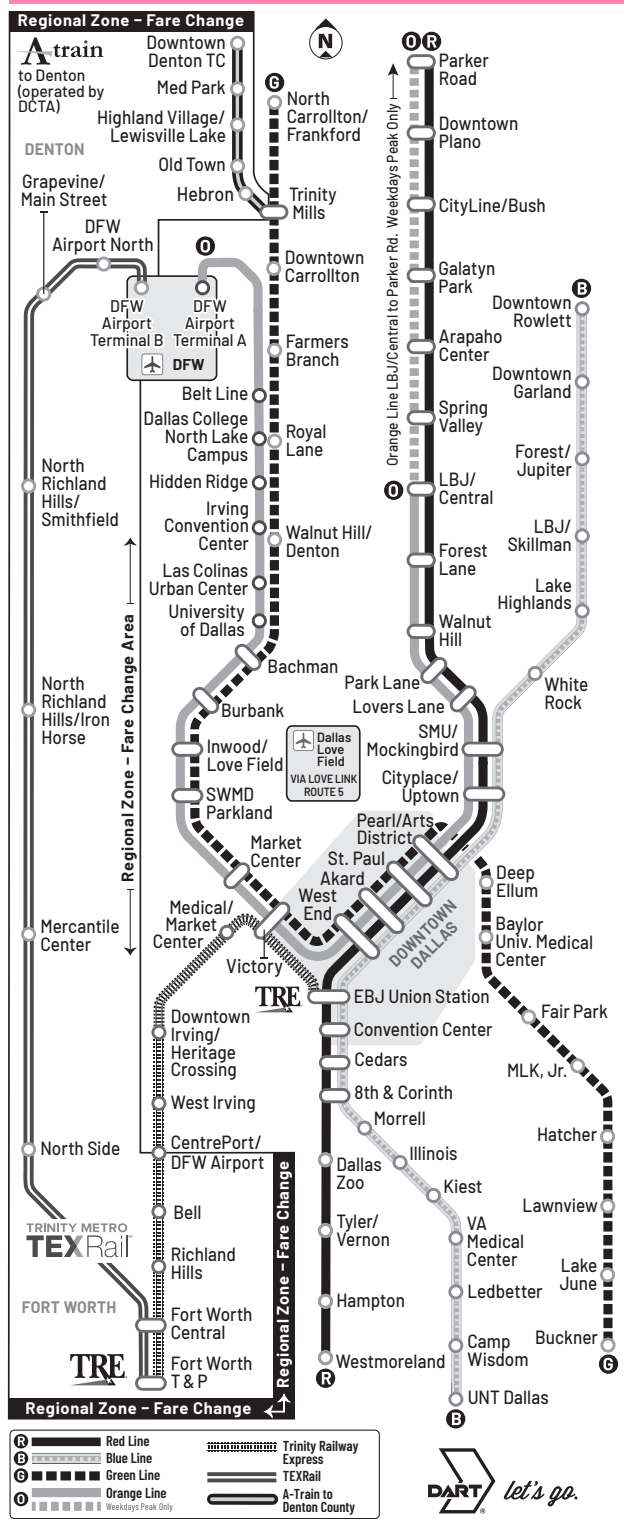 Regional Zone – Fare Change
A-train
to Denton
(operated by
DCTA)
DENTON
Downtown
Denton TC
Med Park
Highland Village/
Lewisville Lake
Old Town
Hebron
N
G
North
Carrollton/
Frankford
Trinity
Mills
Grapevine/
Main Street
DFW
Airport North
O
DFW
Airport
Terminal B
DFW
Airport
Terminal A
DFW
Downtown
Carrollton
Farmers
Branch
Belt Line
Dallas College
North Lake
Campus
Royal
Lane
Hidden Ridge
Irving
Convention
Center
Walnut Hill/
Denton
Las Colinas
Urban Center
University
of Dallas
Bachman
Burbank
Inwood/
Love Field
SWMD
Parkland
Market
Center
Dallas
Love
Field
VIA LOVE LINK
ROUTE 5
O R
Parker
Road
Downtown
Plano
CityLine/Bush
Galatyn
Park
Arapaho
Center
Spring
Valley
Orange Line LBJ/Central to Parker Rd. Weekdays Peak Only
O
LBJ/
Central
Forest
Lane
Walnut
Hill
Park Lane
Lovers Lane
SMU/
Mockingbird
Cityplace/
Uptown
B
Downtown
Rowlett
Downtown
Garland
Forest/
Jupiter
LBJ/
Skillman
Lake
Highlands
White
Rock
Pearl/Arts
District
St. Paul
Akard
West
End
DOWNTOWN
DALLAS
Victory
Medical/
Market
Center
TRE
EBJ Union Station
Convention Center
Cedars
8th & Corinth
Deep
Ellum
Baylor
Univ. Medical
Center
Fair Park
MLK, Jr.
Hatcher
Lawnview
Lake
June
Buckner
G
Morrell
Illinois
Kiest
VA
Medical
Center
Ledbetter
Camp
Wisdom
UNT Dallas
B
Dallas
Zoo
Tyler/
Vernon
Hampton
Westmoreland
R
North
Richland
Hills/
Smithfield
Regional Zone – Fare Change Area
North
Richland
Hills/Iron
Horse
Mercantile
Center
North Side
Downtown
Irving/
Heritage
Crossing
West Irving
CentrePort/
DFW Airport
Bell
Richland
Hills
TRINITY METRO
TEXRail
FORT WORTH
Fort Worth
Central
TRE
Fort Worth
T & P
Regional Zone – Fare Change
Regional Zone – Fare Change
R Red Line
B Blue Line
G Green Line
O Orange Line
Weekdays Peak Only
Trinity Railway
Express
TEXRail
A-Train to
Denton County
DART
let's go.